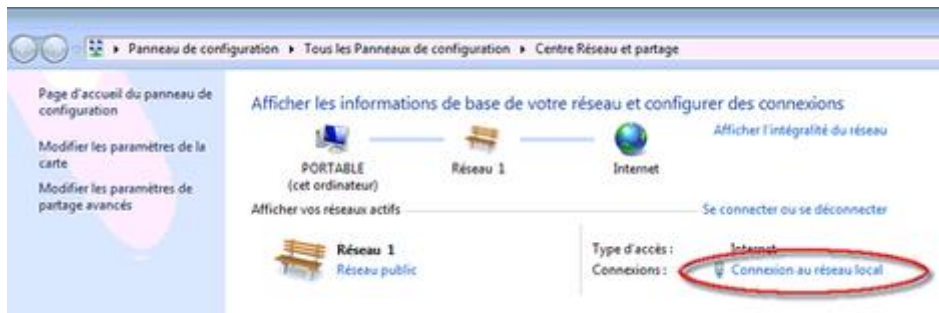 Panneau de configuration ▸ Tous les Panneaux de configuration ▸ Centre Réseau et partage
Page d'accueil du panneau de
configuration
Modifier les paramètres de la
carte
Modifier les paramètres de
partage avancés
Afficher les informations de base de votre réseau et configurer des connexions
Afficher l'intégralité du réseau
PORTABLE
(cet ordinateur)
Réseau 1
Internet
Afficher vos réseaux actifs
Se connecter ou se déconnecter
Réseau 1
Réseau public
Type d'accès : Internet
Connexions : Connexion au réseau local